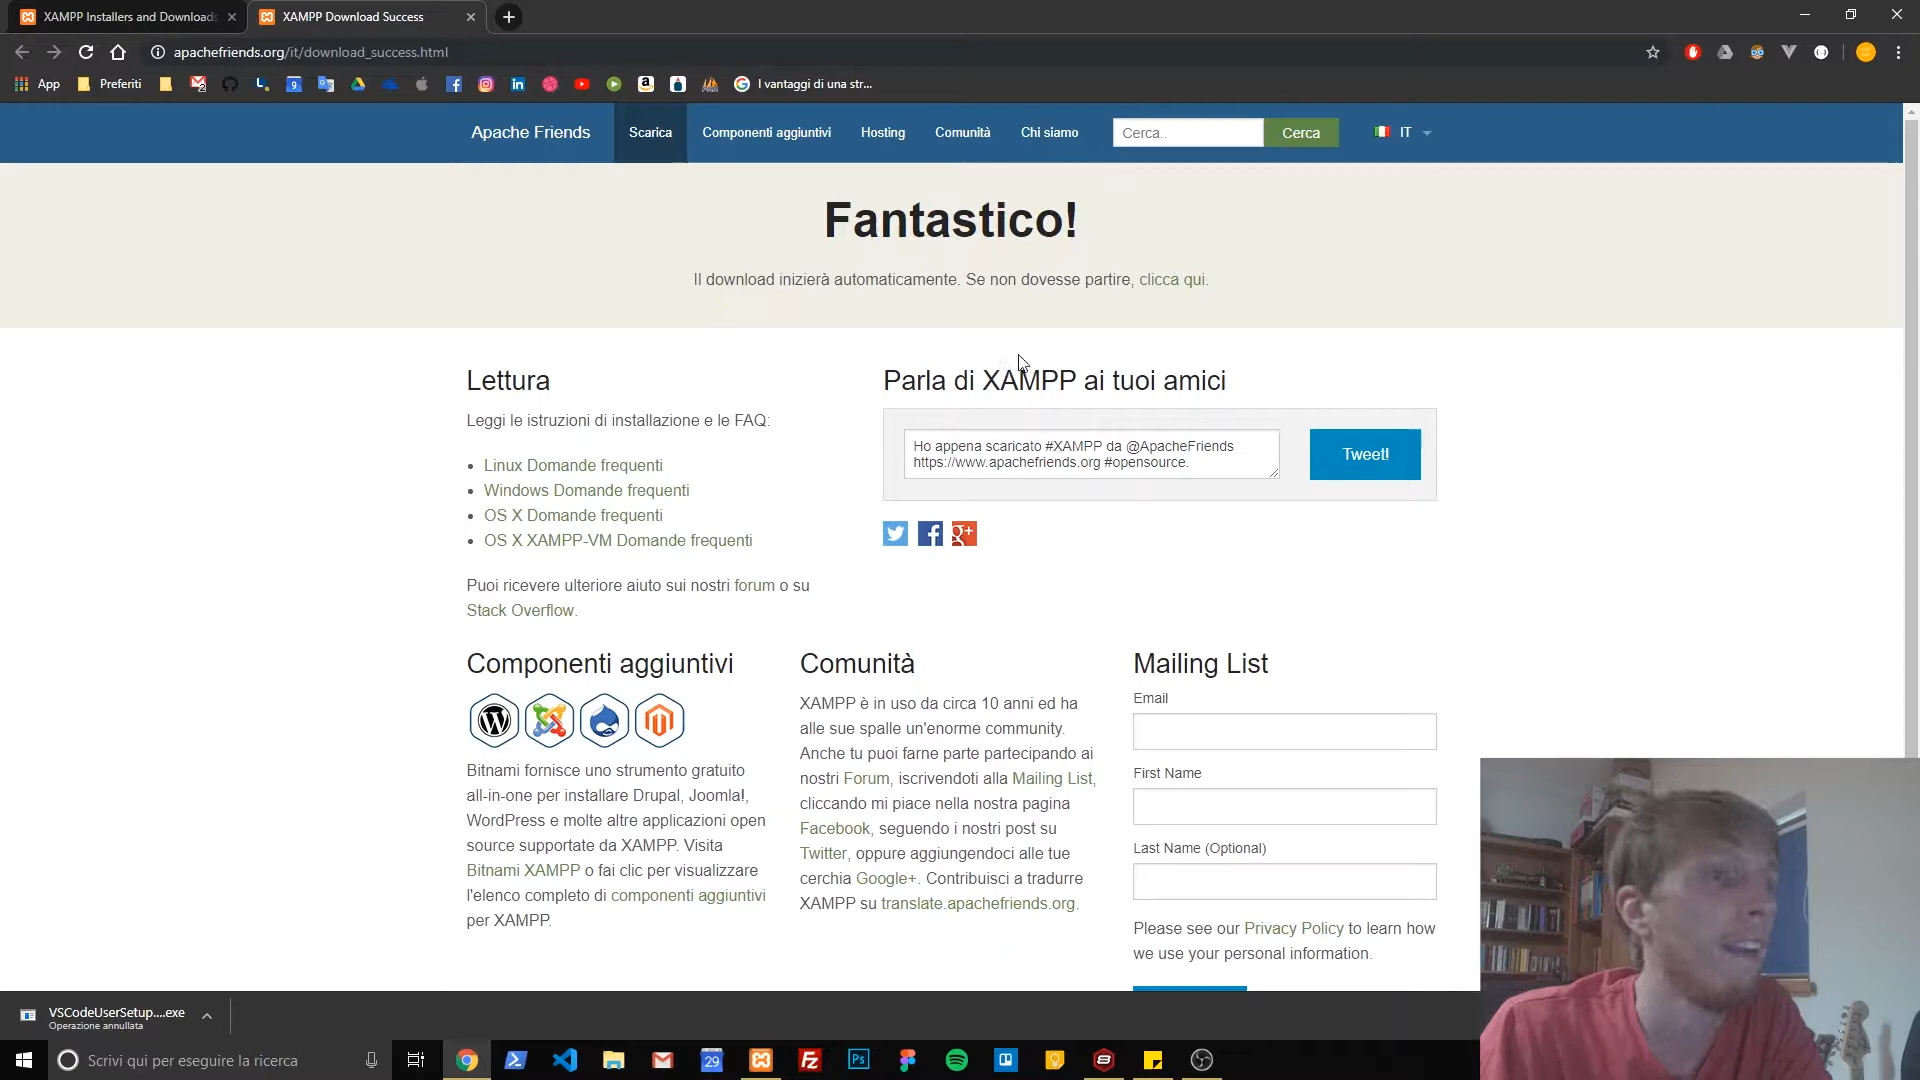 XAMPP Installers and Downloads
XAMPP Download Success
apachefriends.org/it/download_success.html
App
Preferiti
I vantaggi di una str...
Apache Friends
Scarica
Componenti aggiuntivi
Hosting
Comunità
Chi siamo
Cerca..
Cerca
IT
Fantastico!
Il download inizierà automaticamente. Se non dovesse partire, clicca qui.
Lettura
Leggi le istruzioni di installazione e le FAQ:
Linux Domande frequenti
Windows Domande frequenti
OS X Domande frequenti
OS X XAMPP-VM Domande frequenti
Puoi ricevere ulteriore aiuto sui nostri forum o su
Stack Overflow.
Parla di XAMPP ai tuoi amici
Ho appena scaricato #XAMPP da @ApacheFriends
https://www.apachefriends.org #opensource.
Tweet!
Componenti aggiuntivi
Bitnami fornisce uno strumento gratuito
all-in-one per installare Drupal, Joomla!,
WordPress e molte altre applicazioni open
source supportate da XAMPP. Visita
Bitnami XAMPP o fai clic per visualizzare
l'elenco completo di componenti aggiuntivi
per XAMPP.
Comunità
XAMPP è in uso da circa 10 anni ed ha
alle sue spalle un'enorme community.
Anche tu puoi farne parte partecipando ai
nostri Forum, iscrivendoti alla Mailing List,
cliccando mi piace nella nostra pagina
Facebook, seguendo i nostri post su
Twitter, oppure aggiungendoci alle tue
cerchia Google+. Contribuisci a tradurre
XAMPP su translate.apachefriends.org.
Mailing List
Email
First Name
Last Name (Optional)
Please see our Privacy Policy to learn how
we use your personal information.
VSCodeUserSetup....exe
Operazione annullata
Scrivi qui per eseguire la ricerca
29